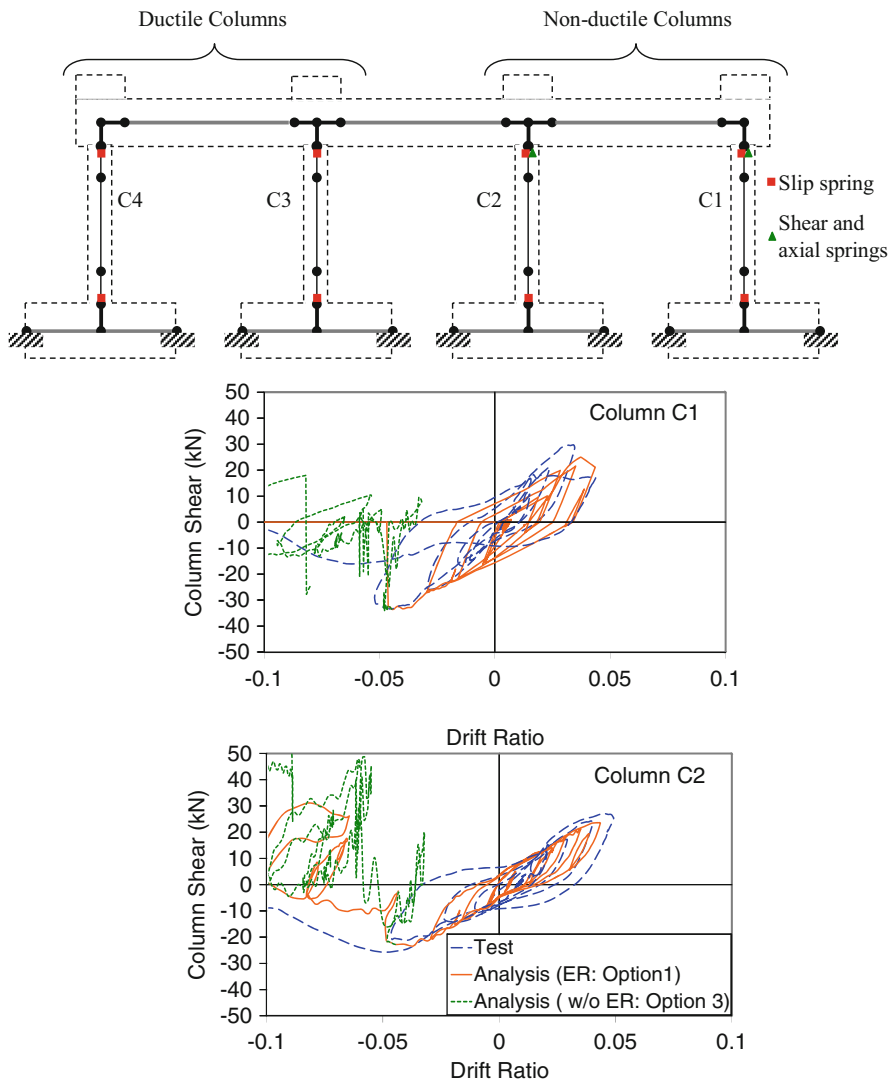 Ductile Columns
Non-ductile Columns
C4
C3
C2
C1
Slip spring
Shear and
axial springs
50
40
30
20
10
0
-10
-20
-30
-40
-50
Column Shear (kN)
Column C1
-0.1
-0.05
0
0.05
0.1
Drift Ratio
50
40
30
20
10
0
-10
-20
-30
-40
-50
Column Shear (kN)
Column C2
Test
Analysis (ER: Option1)
Analysis ( w/o ER: Option 3)
-0.1
-0.05
0
0.05
0.1
Drift Ratio